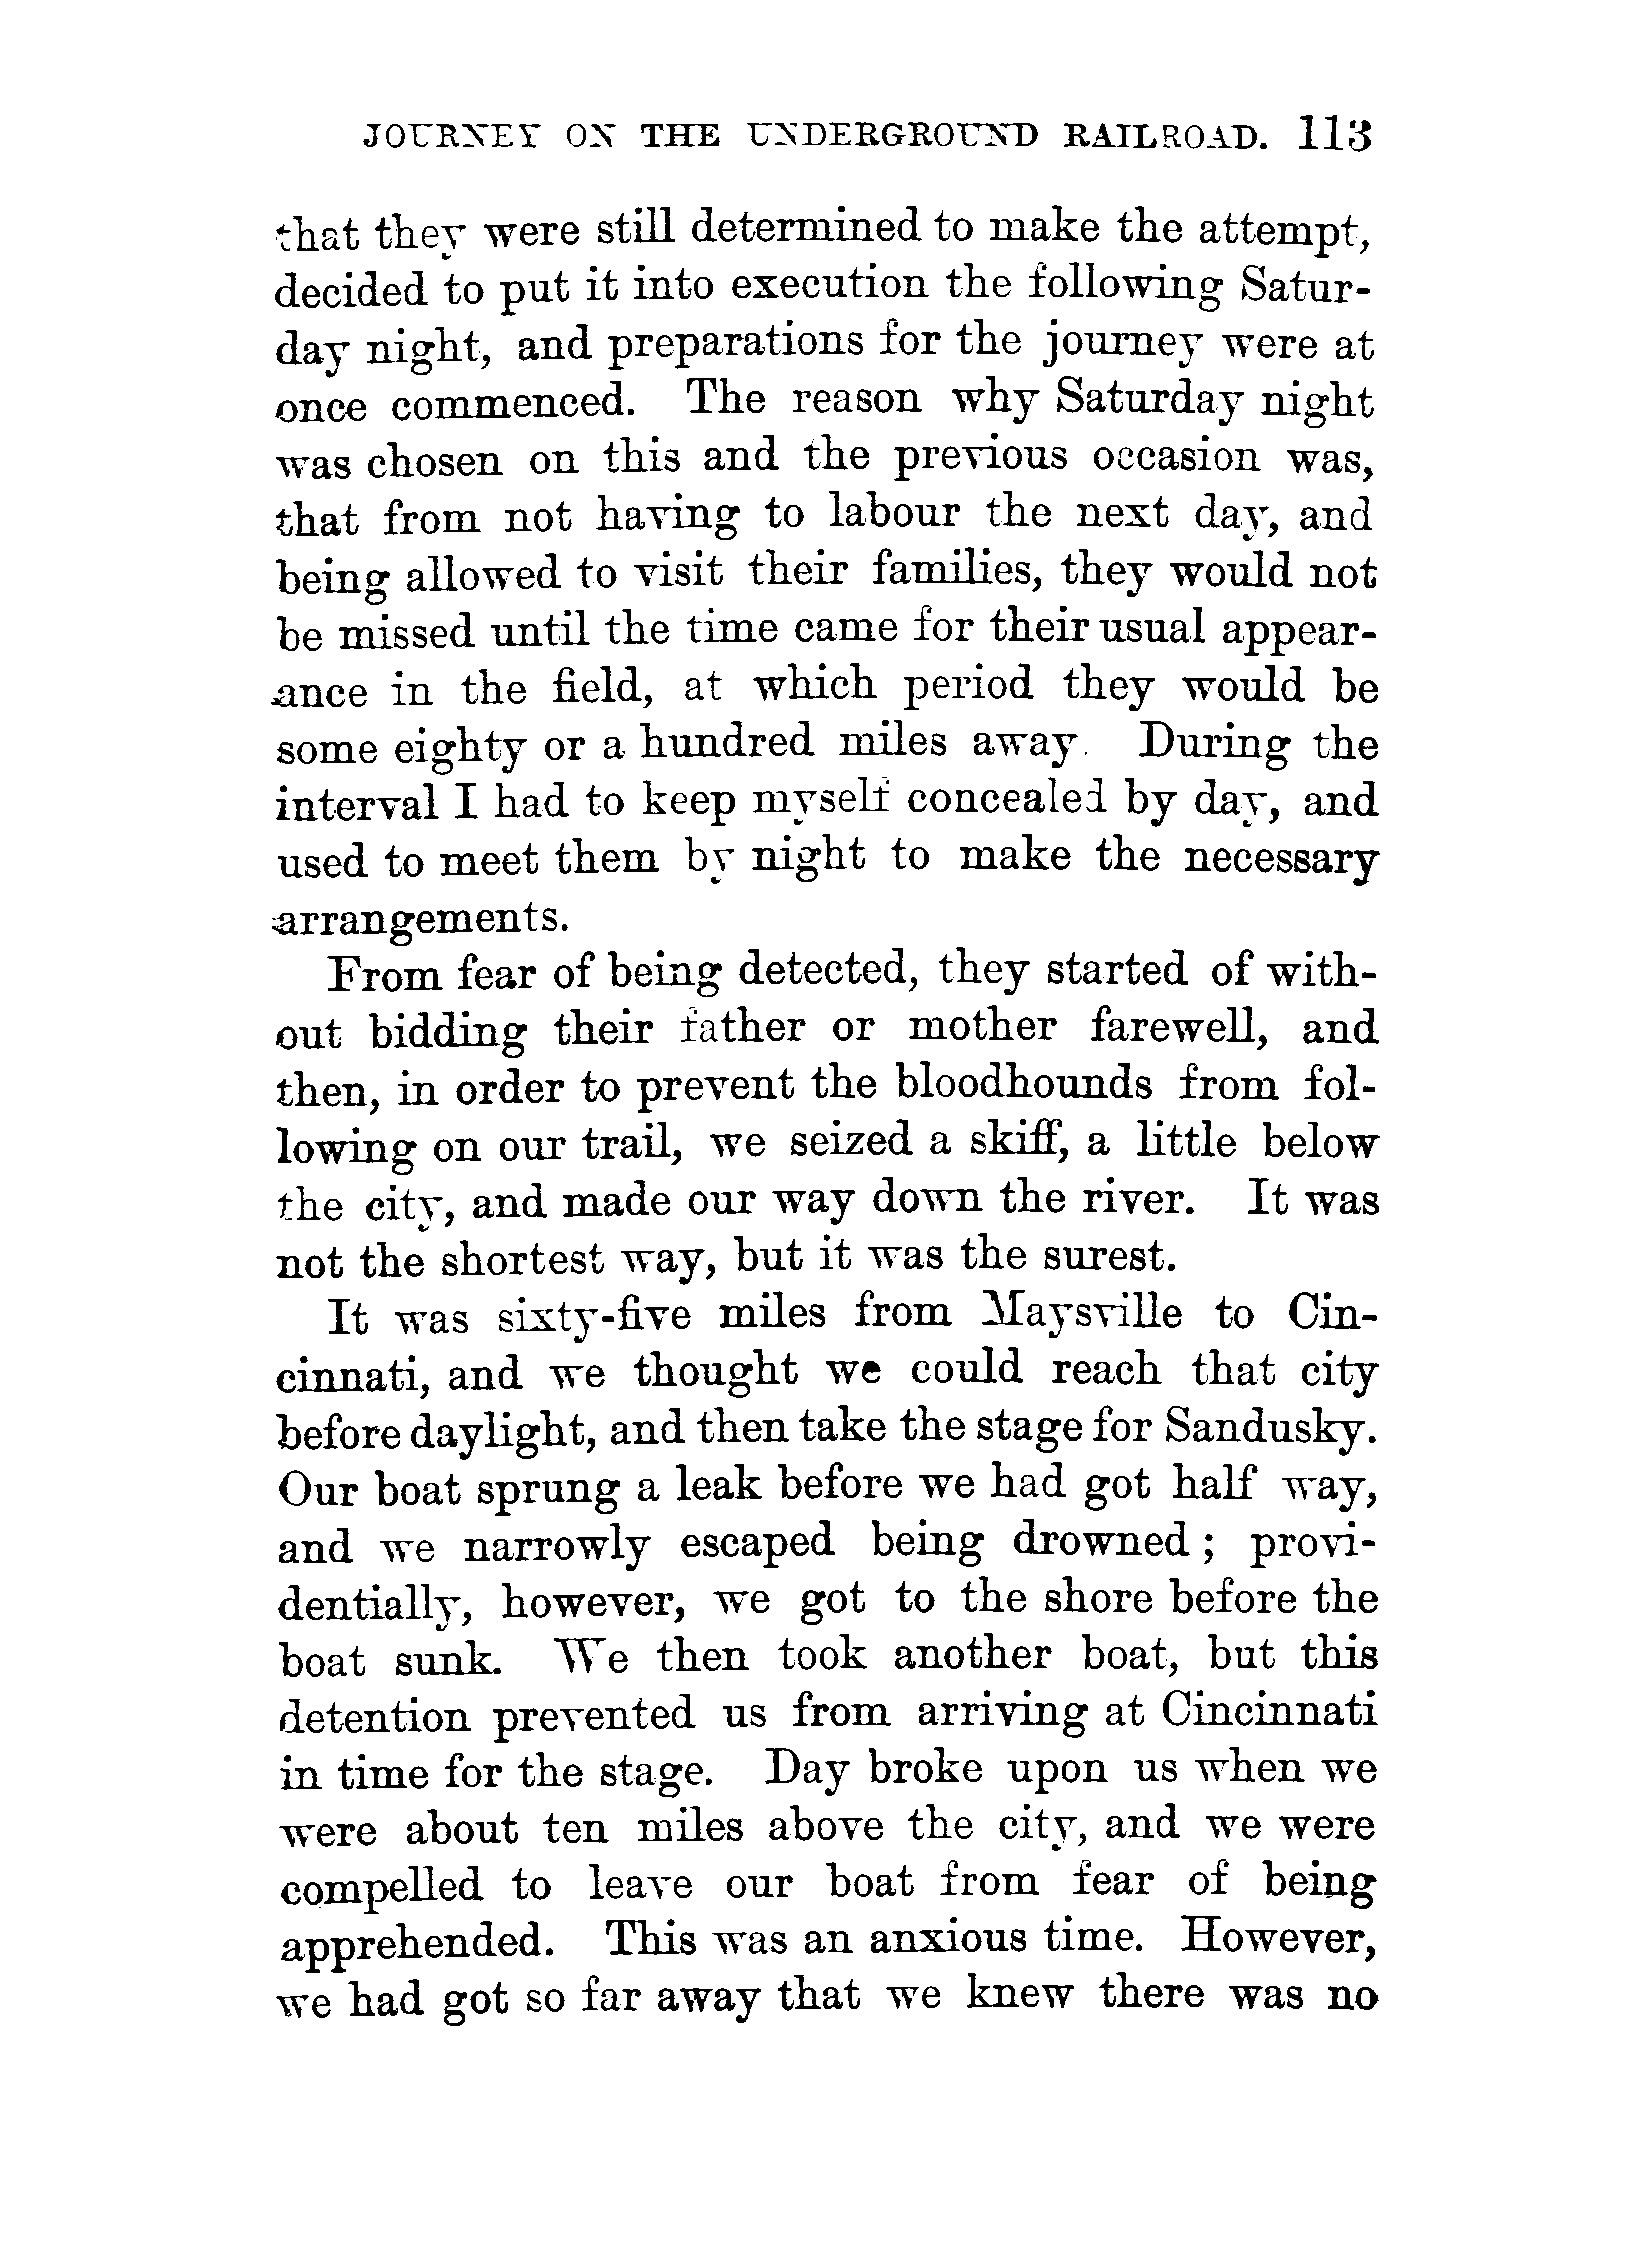 JOURNEY ON THE UNDERGROUND RAILROAD. 113
that they were still determined to make the attempt,
decided to put it into execution the following Satur-
day night, and preparations for the journey were at
once commenced. The reason why Saturday night
was chosen on this and the previous occasion was,
that from not having to labour the next day, and
being allowed to visit their families, they would not
be missed until the time came for their usual appear-
ance in the field, at which period they would be
some eighty or a hundred miles away. During the
interval I had to keep myself concealed by day, and
used to meet them by night to make the necessary
arrangements.
From fear of being detected, they started of with-
out bidding their father or mother farewell, and
then, in order to prevent the bloodhounds from fol-
lowing on our trail, we seized a skiff, a little below
the city, and made our way down the river. It was
not the shortest way, but it was the surest.
It was sixty-five miles from Maysville to Cin-
cinnati, and we thought we could reach that city
before daylight, and then take the stage for Sandusky.
Our boat sprung a leak before we had got half way,
and we narrowly escaped being drowned; provi-
dentially, however, we got to the shore before the
boat sunk. We then took another boat, but this
detention prevented us from arriving at Cincinnati
in time for the stage. Day broke upon us when we
were about ten miles above the city, and we were
compelled to leave our boat from fear of being
apprehended. This was an anxious time. However,
we had got so far away that we knew there was no